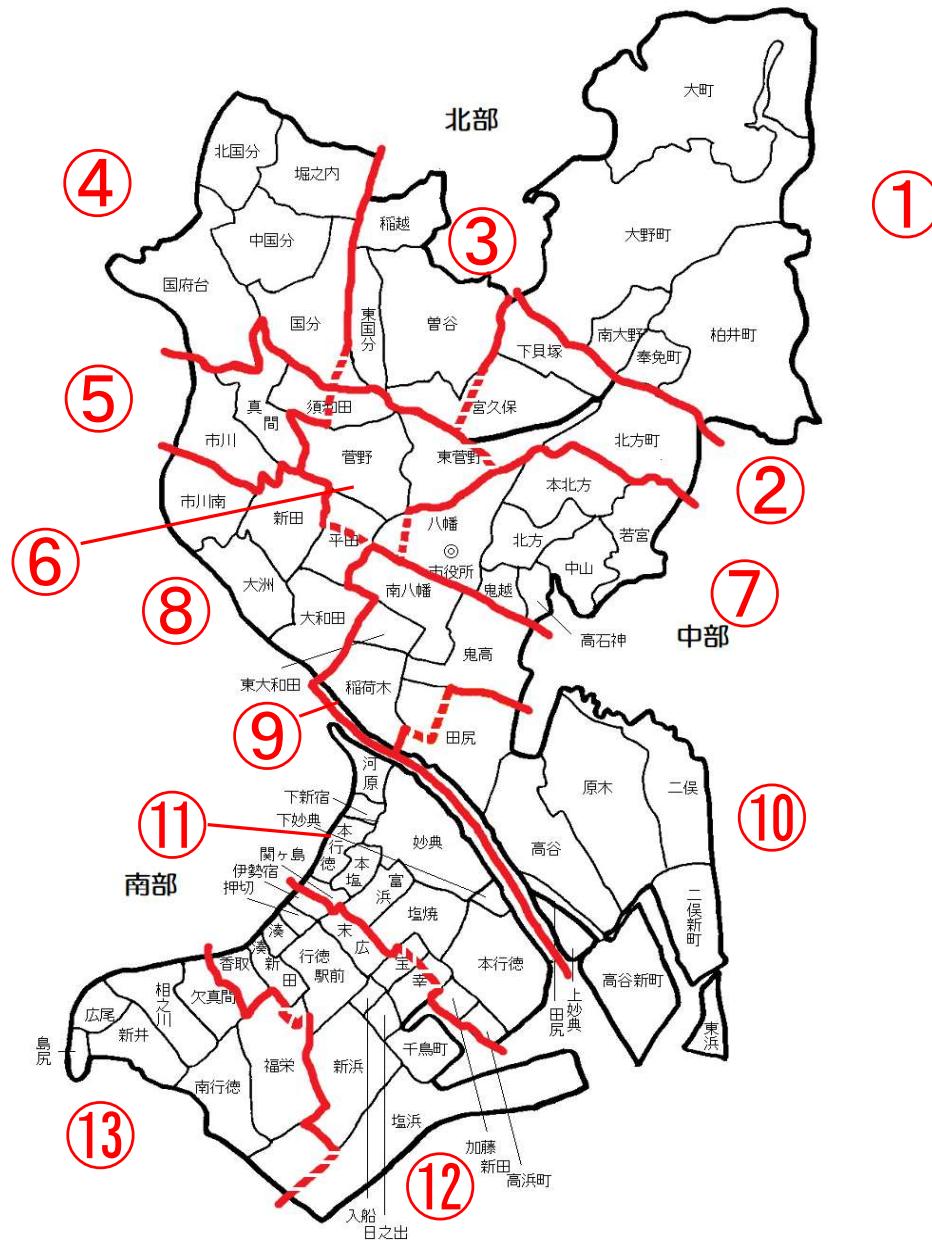 北部
④
①
③
大町
北国分
堀之内
稲越
中国分
大野町
国府台
国分
東国分
曽谷
南大野
柏井町
下貝塚
奉免町
⑤
真間
須和田
宮久保
市川
菅野
東菅野
北方町
②
市川南
新田
本北方
⑥
平田
八幡
◎
市役所
北方
若宮
中山
⑦
大洲
南八幡
鬼越
⑧
大和田
高石神
中部
鬼高
東大和田
稲荷木
⑨
田尻
河原
原木
二俣
⑩
下新宿
下妙典
妙典
高谷
⑪
本行徳
関ヶ島
本塩
南部
伊勢宿
富浜
押切
塩焼
二俣新町
湊
末広
香取
湊新田
行徳駅前
宝
幸
本行徳
高谷新町
相之川
欠真間
広尾
新井
上妙典
田尻
東浜
島尻
千鳥町
福栄
新浜
南行徳
塩浜
⑬
加藤新田
高浜町
⑫
入船
日之出